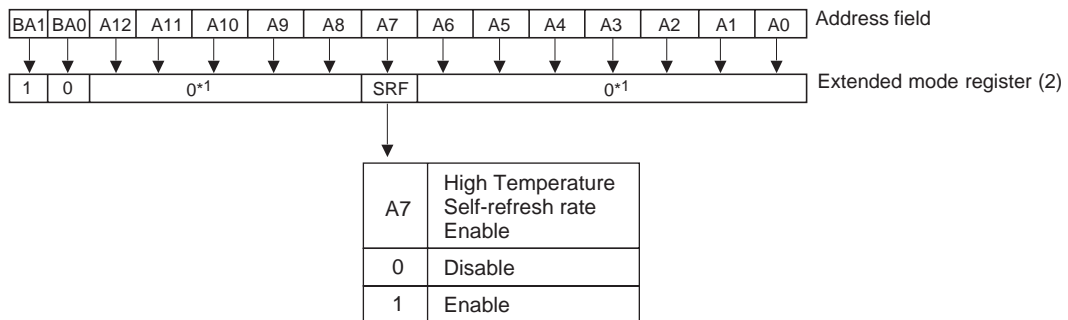 BA1 BA0 A12 A11 A10 A9 A8 A7 A6 A5 A4 A3 A2 A1 A0 Address field
1 0 0*1 SRF 0*1 Extended mode register (2)
A7 High Temperature
Self-refresh rate
Enable
0 Disable
1 Enable